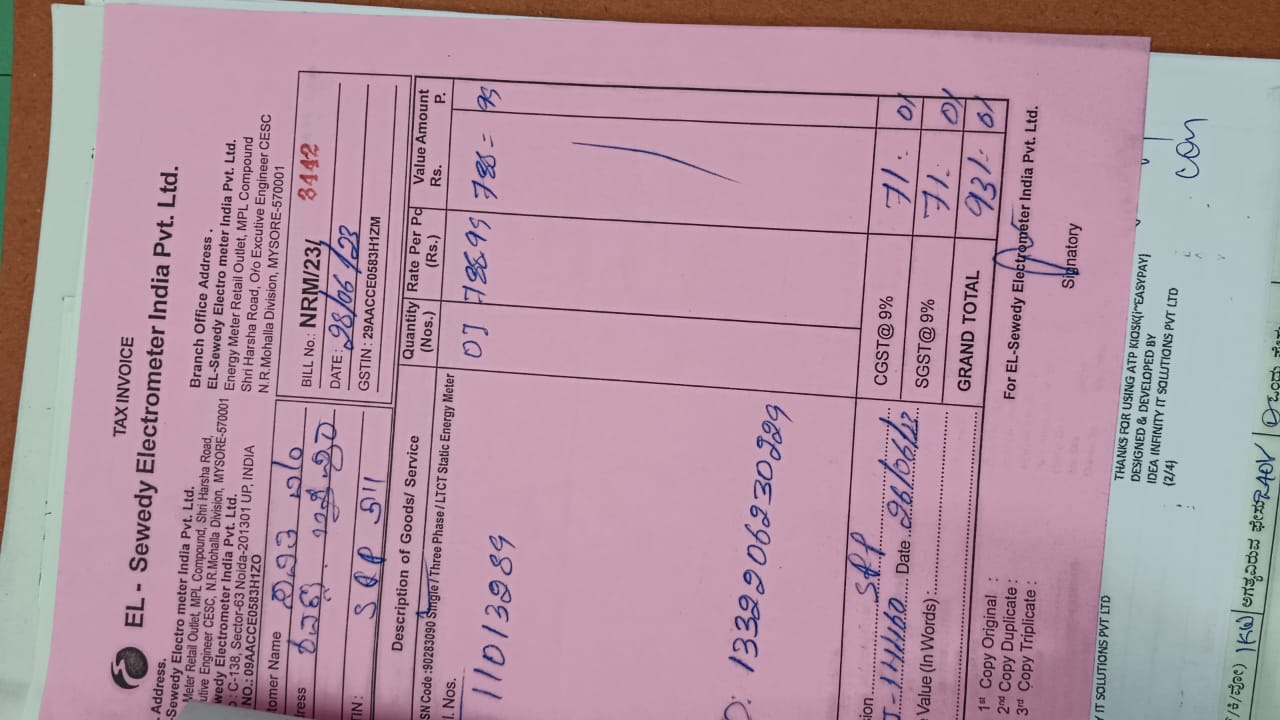 TAX INVOICE
EL - Sewedy Electrometer India Pvt. Ltd.
Address.
Sewedy Electro meter India Pvt. Ltd.
Meter Retail Outlet, MPL Compound, Shri Harsha Road,
utive Engineer CESC, N.R.Mohalla Division, MYSORE-570001
wedy Electrometer India Pvt. Ltd.
C-138, Sector-63 Noida-201301 UP, INDIA
NO.: 09AACCE0583H1ZO
Branch Office Address .
EL-Sewedy Electro meter India Pvt. Ltd.
Energy Meter Retail Outlet, MPL Compound
Shri Harsha Road, O/o Excutive Engineer CESC
N.R.Mohalla Division, MYSORE-570001
tomer Name
ress
TIN:
BILL No.: NRM/23/ 3442
DATE: 28/06/23
GSTIN : 29AACCE0583H1ZM
Description of Goods/ Service
Quantity (Nos.)
Rate Per Pc (Rs.)
Value Amount
Rs. P.
SN Code :90283090 Single / Three Phase / LTCT Static Energy Meter
l. Nos.
01 788.99 788= 99
11013289
1332206230229
SRP
Date 26/06/23
Value (In Words) :
CGST@9% 71. 01
SGST@9% 71. 01
GRAND TOTAL 931. 01
1st Copy Original :
2nd Copy Duplicate :
3rd Copy Triplicate :
For EL-Sewedy Electrometer India Pvt. Ltd.
Signatory
THANKS FOR USING ATP KIOSK(i~EASYPAY)
DESIGNED & DEVELOPED BY
IDEA INFINITY IT SOLUTIONS PVT LTD
(2/4)
Y IT SOLUTIONS PVT LTD